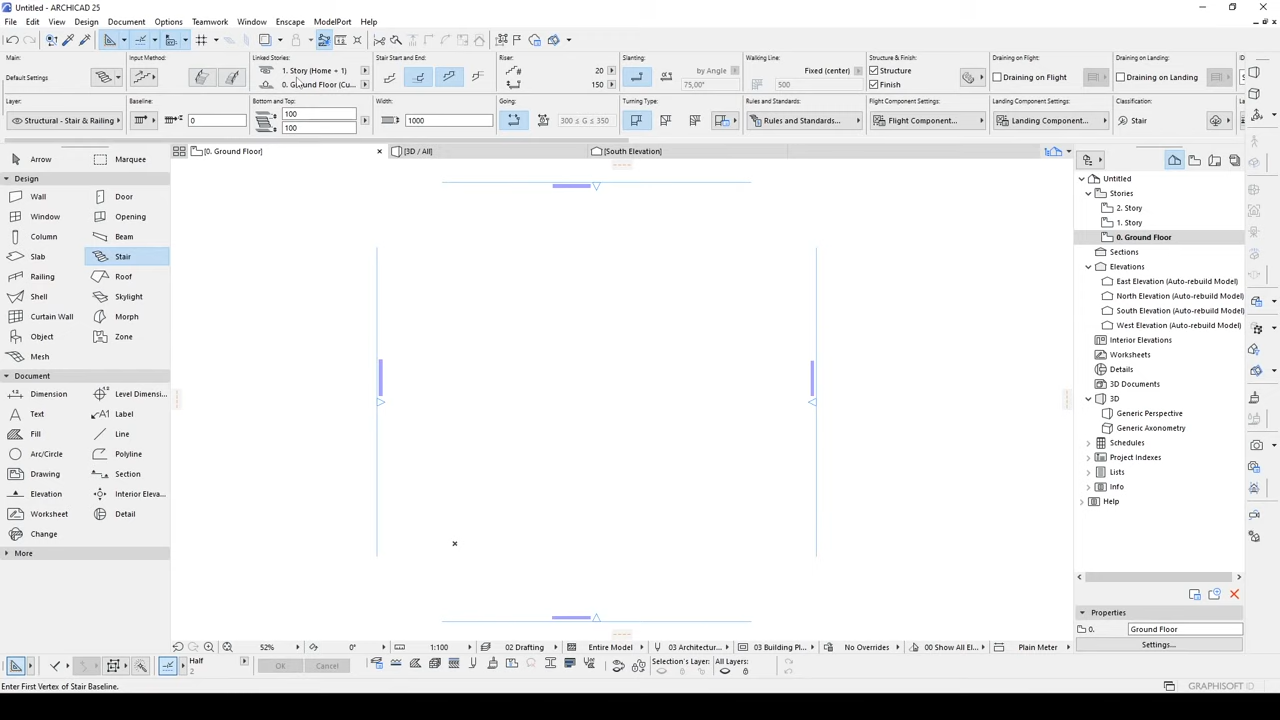 Untitled - ARCHICAD 25
File Edit View Design Document Options Teamwork Window Enscape ModelPort Help
Main: Input Method: Linked Stories: Stair Start and End: Riser: Slanting: Walking Line: Structure & Finish: Draining on Flight: Draining on Landing:
Default Settings 1. Story (Home + 1) 20 by Angle Fixed (center) Structure Draining on Flight Draining on Landing
0. Ground Floor (Cu... 150 75,00° 500 Finish
Layer: Baseline: Bottom and Top: Width: Going: Turning Type: Rules and Standards: Flight Component Settings: Landing Component Settings: Classification:
Structural - Stair & Railing 0 100 1000 300 ≤ G ≤ 350 Rules and Standards... Flight Component... Landing Component... Stair
100
[0. Ground Floor] [3D / All] [South Elevation]
Arrow Marquee
Design
Wall Door
Window Opening
Column Beam
Slab Stair
Railing Roof
Shell Skylight
Curtain Wall Morph
Object Zone
Mesh
Document
Dimension Level Dimensi...
Text Label
Fill Line
Arc/Circle Polyline
Drawing Section
Elevation Interior Eleva...
Worksheet Detail
Change
More
Untitled
Stories
2. Story
1. Story
0. Ground Floor
Sections
Elevations
East Elevation (Auto-rebuild Model)
North Elevation (Auto-rebuild Model)
South Elevation (Auto-rebuild Model)
West Elevation (Auto-rebuild Model)
Interior Elevations
Worksheets
Details
3D Documents
3D
Generic Perspective
Generic Axonometry
Schedules
Project Indexes
Lists
Info
Help
Properties
0. Ground Floor
Settings...
52% 0° 1:100 02 Drafting Entire Model 03 Architectur... 03 Building Pl... No Overrides 00 Show All El... Plain Meter
Half
2
OK Cancel Selection's Layer: All Layers:
Enter First Vertex of Stair Baseline.
GRAPHISOFT